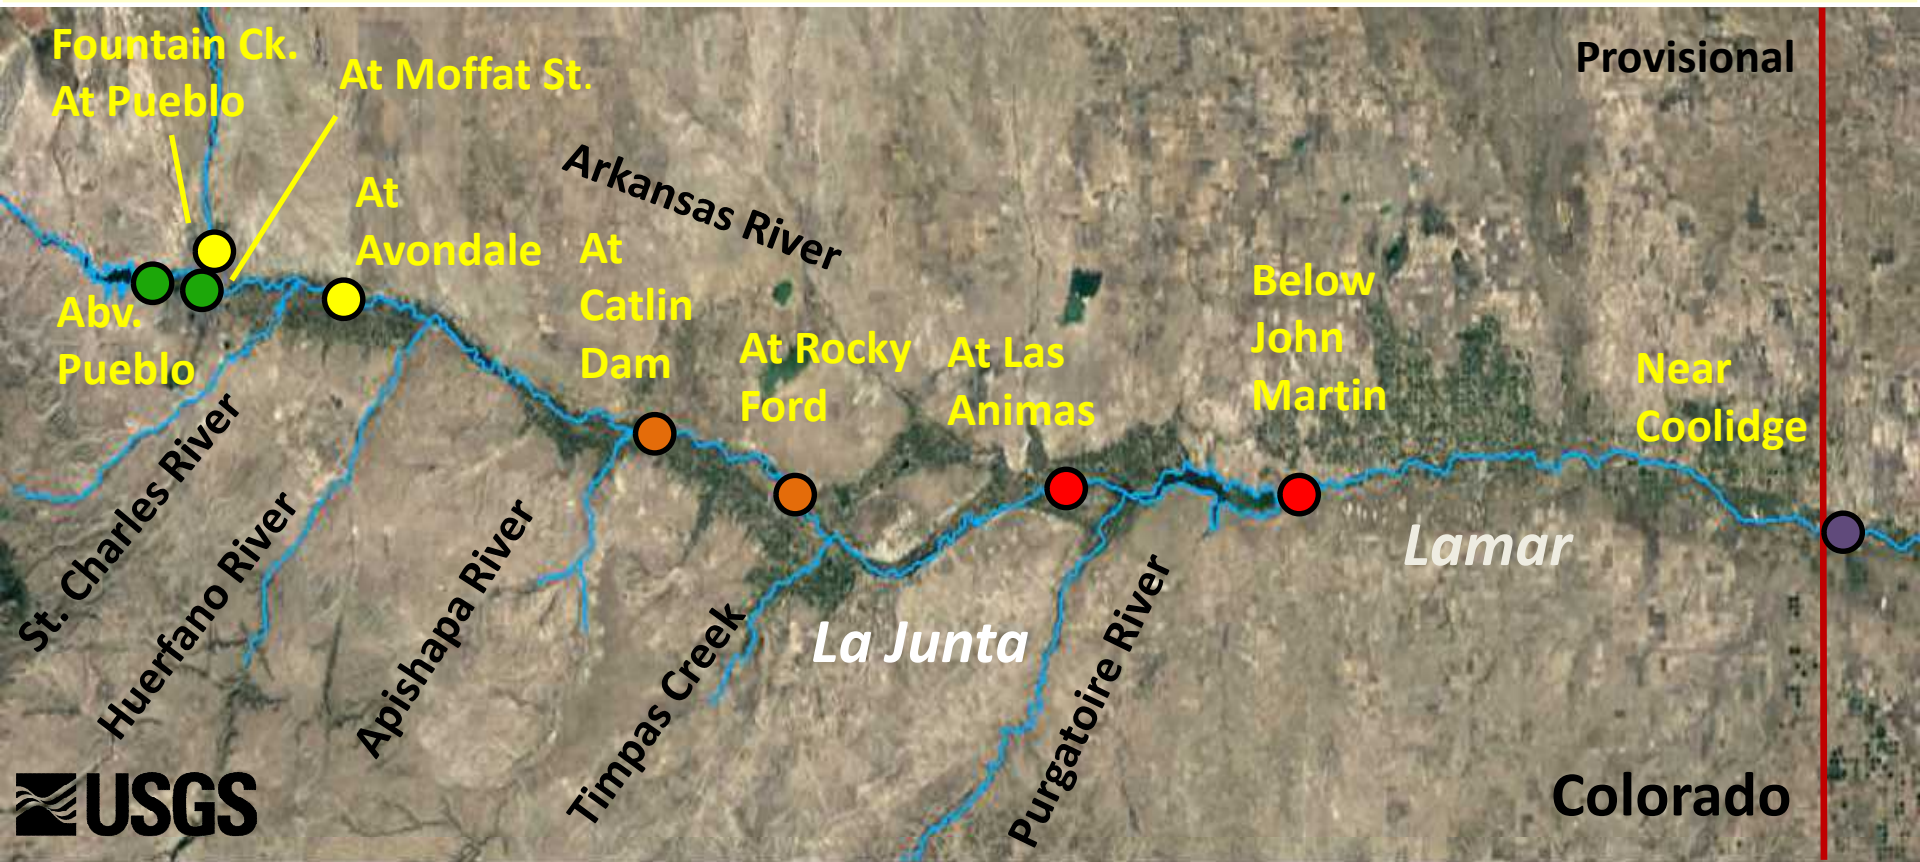 Fountain Ck.
At Pueblo
At Moffat St.
Provisional
At
Avondale
Arkansas River
At
Catlin
Dam
Abv.
Pueblo
At Rocky
Ford
At Las
Animas
Below
John
Martin
Near
Coolidge
St. Charles River
Huerfano River
Apishapa River
Timpas Creek
La Junta
Purgatoire River
Lamar
Colorado
USGS